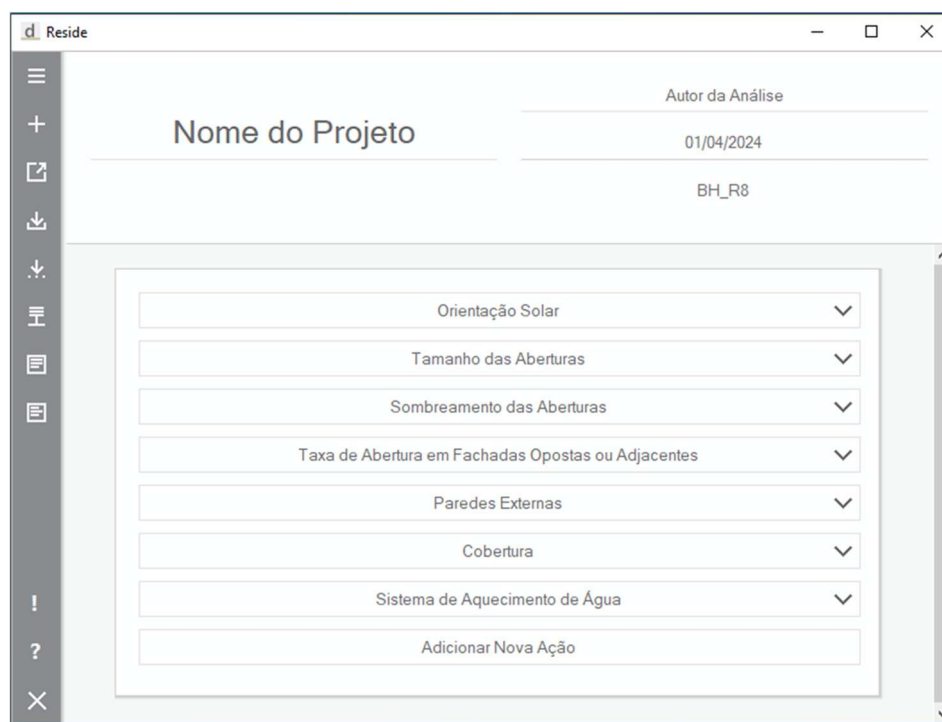 d Reside
Nome do Projeto
Autor da Análise
01/04/2024
BH_R8
Orientação Solar
Tamanho das Aberturas
Sombreamento das Aberturas
Taxa de Abertura em Fachadas Opostas ou Adjacentes
Paredes Externas
Cobertura
Sistema de Aquecimento de Água
Adicionar Nova Ação
!
?